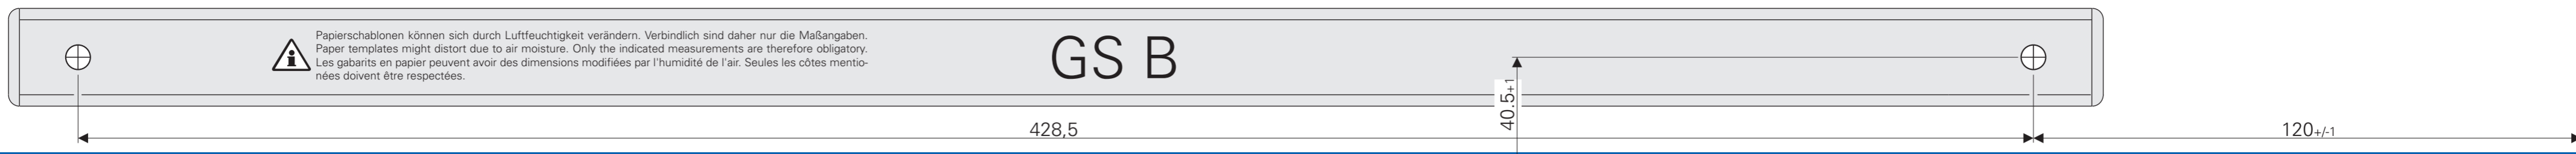 Papierschablonen können sich durch Luftfeuchtigkeit verändern. Verbindlich sind daher nur die Maßangaben.
Paper templates might distort due to air moisture. Only the indicated measurements are therefore obligatory.
Les gabarits en papier peuvent avoir des dimensions modifiées par l'humidité de l'air. Seules les côtes mentio-
nées doivent être respectées.
GS B
40.5+1
428,5
120+/-1